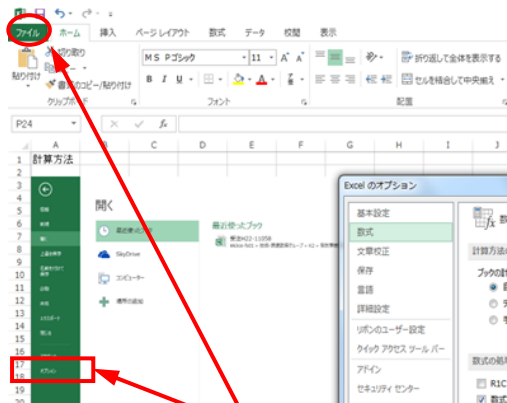 ファイル ホーム 挿入 ページ レイアウト 数式 データ 校閲 表示
切り取り
貼り付け
書式のコピー/貼り付け
クリップボード
MS Pゴシック 11 A A
B I U
フォント
折り返して全体を表示する
セルを結合して中央揃え
配置
P24 fx
A C D E F G H I J
1 計算方法
2
3
4
5
6
7
8
9
10
11
12
13
14
15
16
17
18
19
20
開く
最近使ったブック
SkyDrive
コンピューター
場所の追加
最近使ったブック
オプション
Excel のオプション
基本設定
数式
文章校正
保存
言語
詳細設定
リボンのユーザー設定
クイック アクセス ツール バー
アドイン
セキュリティ センター
fx 数
計算方法の
ブックの計
数式の処
R1C
数式